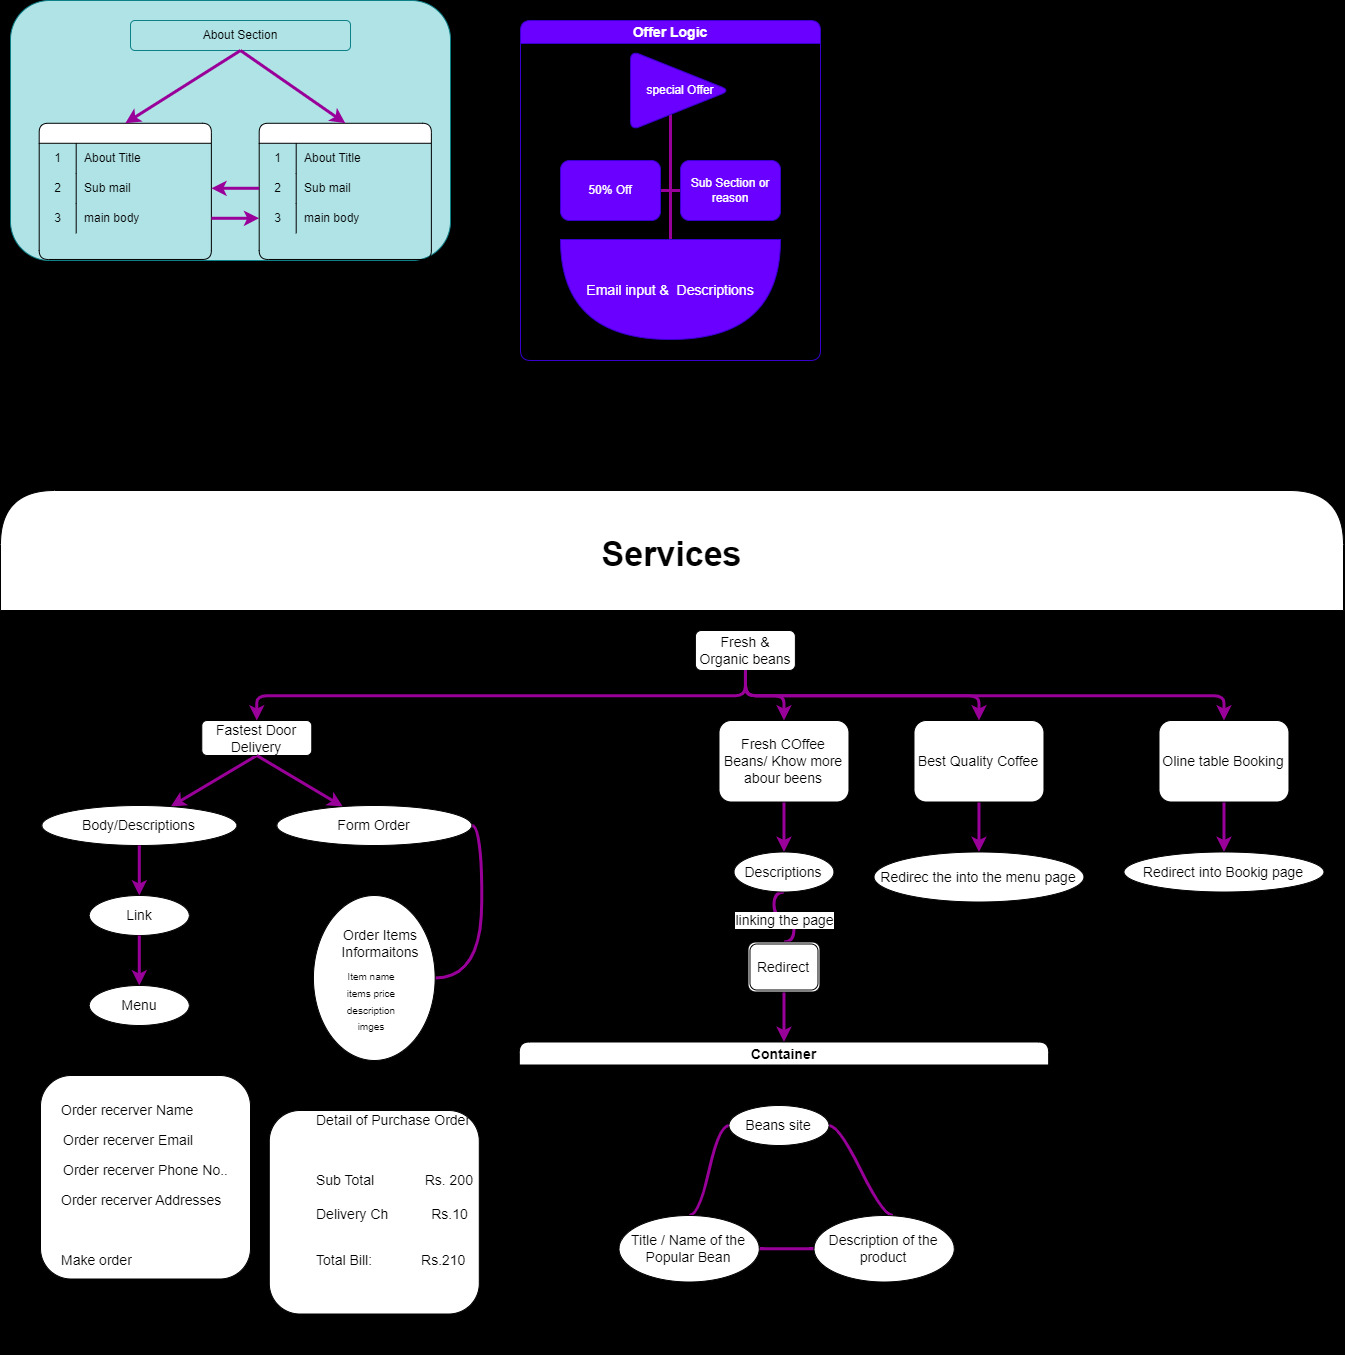 About Section
1 About Title
2 Sub mail
3 main body
1 About Title
2 Sub mail
3 main body
Offer Logic
special Offer
50% Off
Sub Section or
reason
Email input &  Descriptions
Services
Fresh &
Organic beans
Fastest Door
Delivery
Fresh COffee
Beans/ Khow more
abour beens
Best Quality Coffee
Oline table Booking
Body/Descriptions
Form Order
Descriptions
Redirec the into the menu page
Redirect into Bookig page
Link
linking the page
Order Items
Informaitons
Item name
items price
description
imges
Redirect
Menu
Container
Order recerver Name
Order recerver Email
Order recerver Phone No..
Order recerver Addresses
Make order
Detail of Purchase Order
Sub Total Rs. 200
Delivery Ch Rs.10
Total Bill: Rs.210
Beans site
Title / Name of the
Popular Bean
Description of the
product